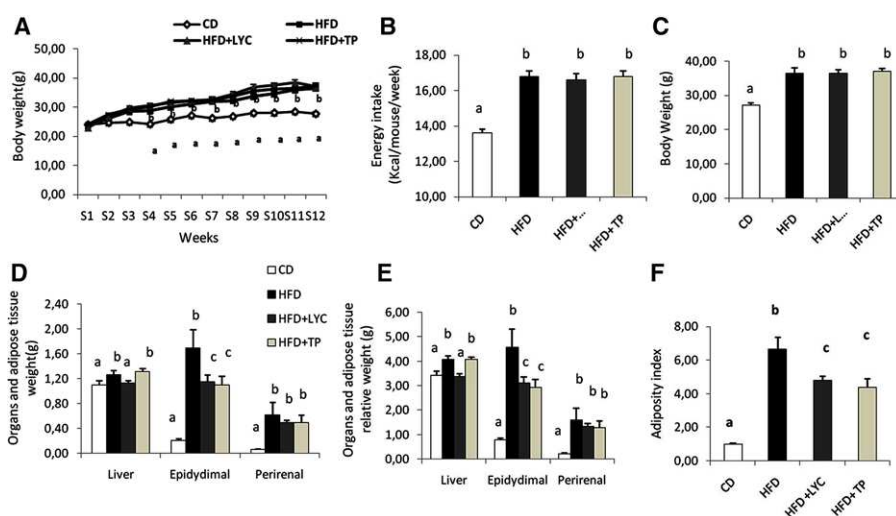 A
CD
HFD
HFD+LYC
HFD+TP
50,00
40,00
30,00
20,00
10,00
0,00
Body weight(g)
b b b b b b b b b
a a a a a a a a a
S1 S2 S3 S4 S5 S6 S7 S8 S9 S10 S11 S12
Weeks
B
18,00
16,00
14,00
12,00
10,00
Energy intake
(Kcal/mouse/week)
a b b b
CD HFD HFD+... HFD+TP
C
40,00
30,00
20,00
10,00
0,00
Body Weight (g)
a b b b
CD HFD HFD+L... HFD+TP
D
CD
HFD
HFD+LYC
HFD+TP
2,40
2,00
1,60
1,20
0,80
0,40
0,00
Organs and adipose tissue
weight(g)
a b a b a b c c a b b b
Liver Epidydimal Perirenal
E
6,00
5,00
4,00
3,00
2,00
1,00
0,00
Organs and adipose tissue
relative weight (g)
a b a b a b c c a b b b
Liver Epidydimal Perirenal
F
8,00
6,00
4,00
2,00
0,00
Adiposity index
a b c c
CD HFD HFD+LYC HFD+TP